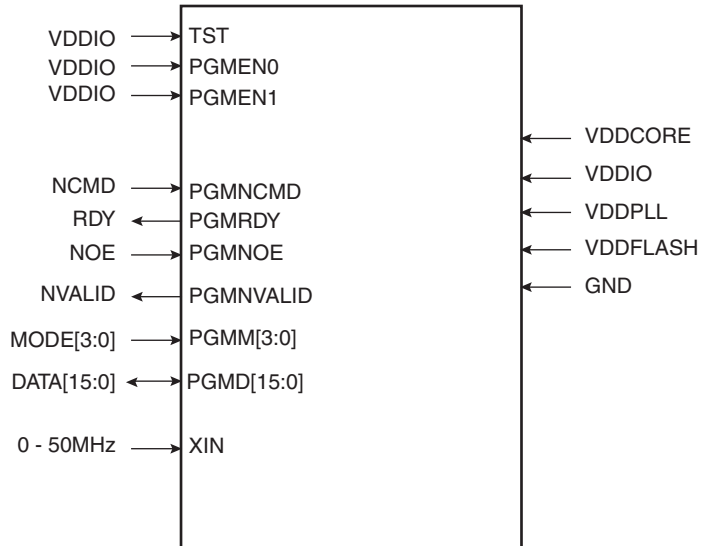 VDDIO TST
VDDIO PGMEN0
VDDIO PGMEN1
VDDCORE
VDDIO
NCMD PGMNCMD
VDDPLL
RDY PGMRDY
NOE PGMNOE
VDDFLASH
NVALID PGMNVALID
GND
MODE[3:0] PGMM[3:0]
DATA[15:0] PGMD[15:0]
0 - 50MHz XIN